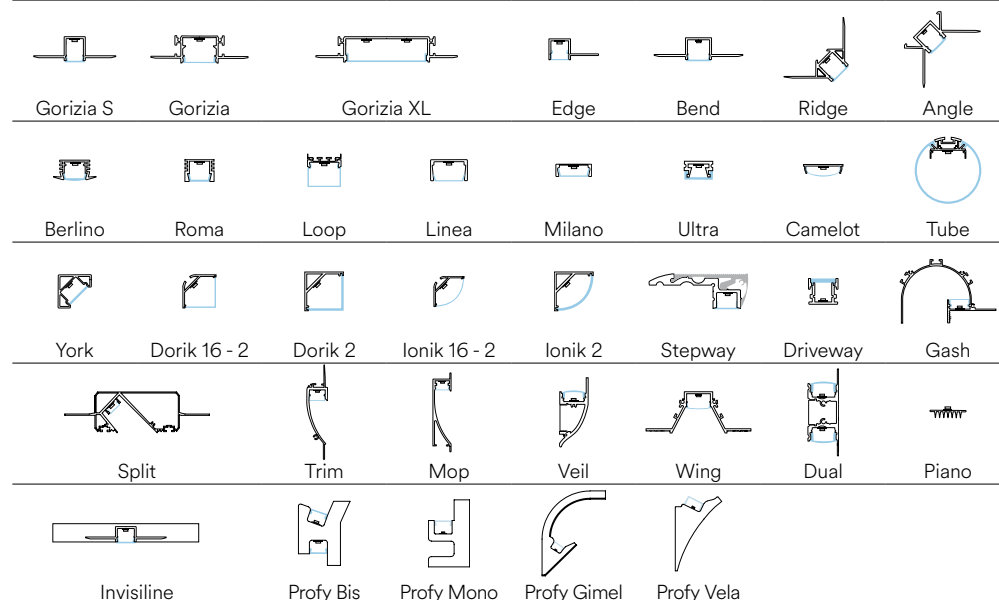 Gorizia S Gorizia Gorizia XL Edge Bend Ridge Angle
Berlino Roma Loop Linea Milano Ultra Camelot Tube
York Dorik 16 - 2 Dorik 2 Ionik 16 - 2 Ionik 2 Stepway Driveway Gash
Split Trim Mop Veil Wing Dual Piano
Invisiline Profy Bis Profy Mono Profy Gimel Profy Vela